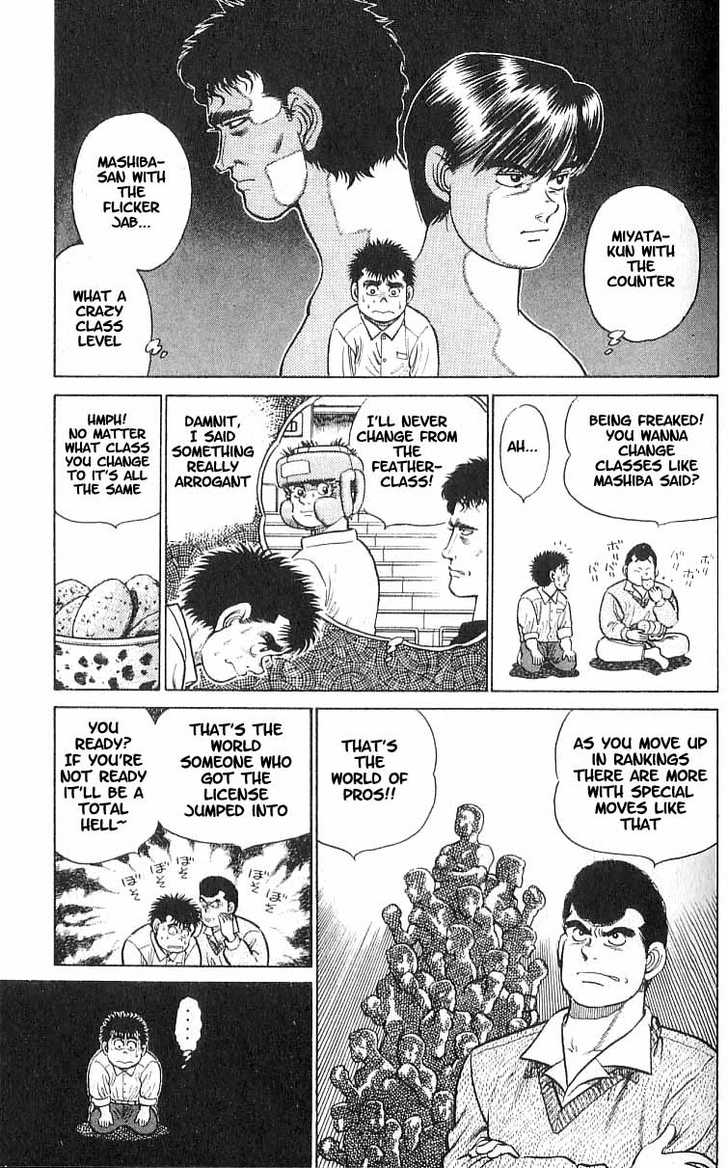 MIYATA-
KUN WITH
THE
COUNTER
MASHIBA-
SAN WITH
THE
FLICKER
JAB...
WHAT A
CRAZY
CLASS
LEVEL
BEING FREAKED!
YOU WANNA
CHANGE
CLASSES LIKE
MASHIBA SAID?
AH...
I'LL NEVER
CHANGE FROM
THE
FEATHER-
CLASS!
DAMNIT,
I SAID
SOMETHING
REALLY
ARROGANT
HMPH!
NO MATTER
WHAT CLASS
YOU CHANGE
TO IT'S ALL
THE SAME
AS YOU MOVE UP
IN RANKINGS
THERE ARE MORE
WITH SPECIAL
MOVES LIKE
THAT
THAT'S
THE
WORLD OF
PROS!!
THAT'S THE
WORLD
SOMEONE WHO
GOT THE
LICENSE
JUMPED INTO
YOU
READY?
IF YOU'RE
NOT READY
IT'LL BE A
TOTAL
HELL~
ぼそ
ぼそ
....